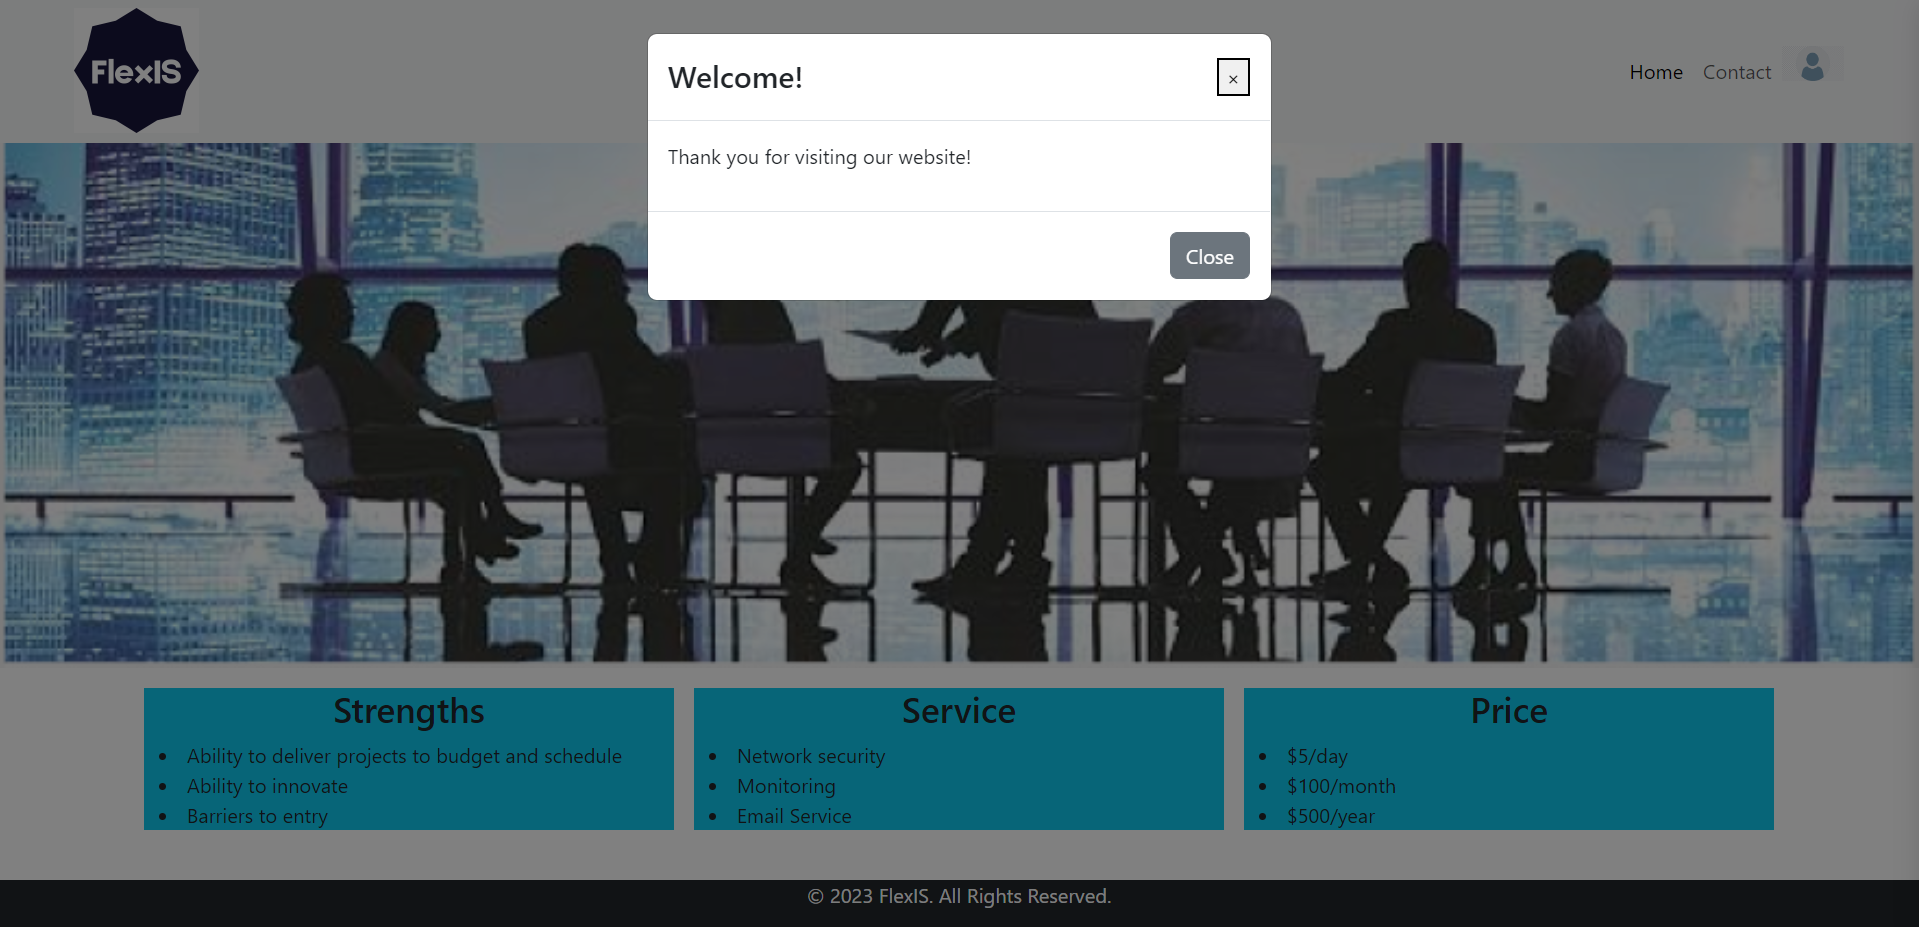 FlexIS
Home Contact
Welcome!
×
Thank you for visiting our website!
Close
Strengths
• Ability to deliver projects to budget and schedule
• Ability to innovate
• Barriers to entry
Service
• Network security
• Monitoring
• Email Service
Price
• $5/day
• $100/month
• $500/year
© 2023 FlexIS. All Rights Reserved.